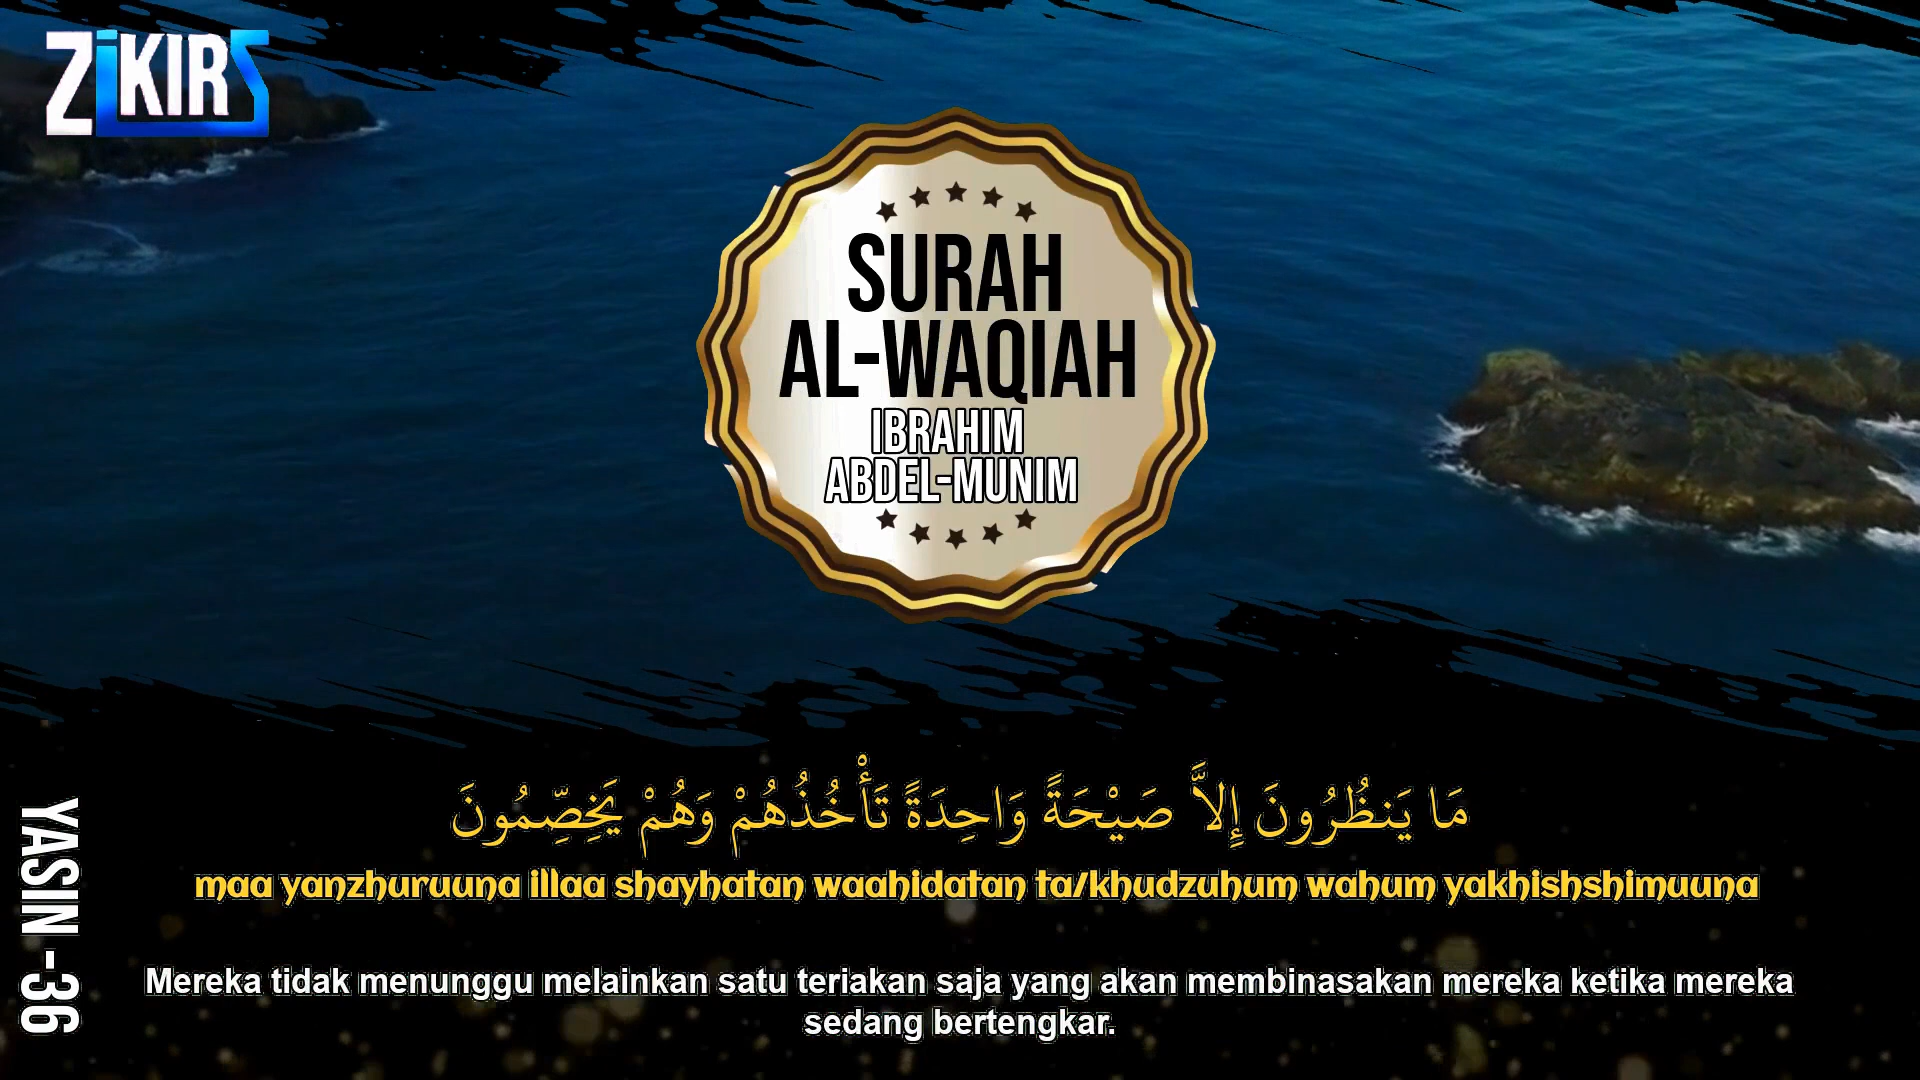 ZIKIRS
SURAH
AL-WAQIAH
IBRAHIM
ABDEL-MUNIM
مَا يَنظُرُونَ إِلاَّ صَيْحَةً وَاحِدَةً تَأْخُذُهُمْ وَهُمْ يَخِصِّمُونَ
maa yanzhuruuna illaa shayhatan waahidatan ta/khudzuhum wahum yakhishshimuuna
Mereka tidak menunggu melainkan satu teriakan saja yang akan membinasakan mereka ketika mereka
sedang bertengkar.
YASIN -36